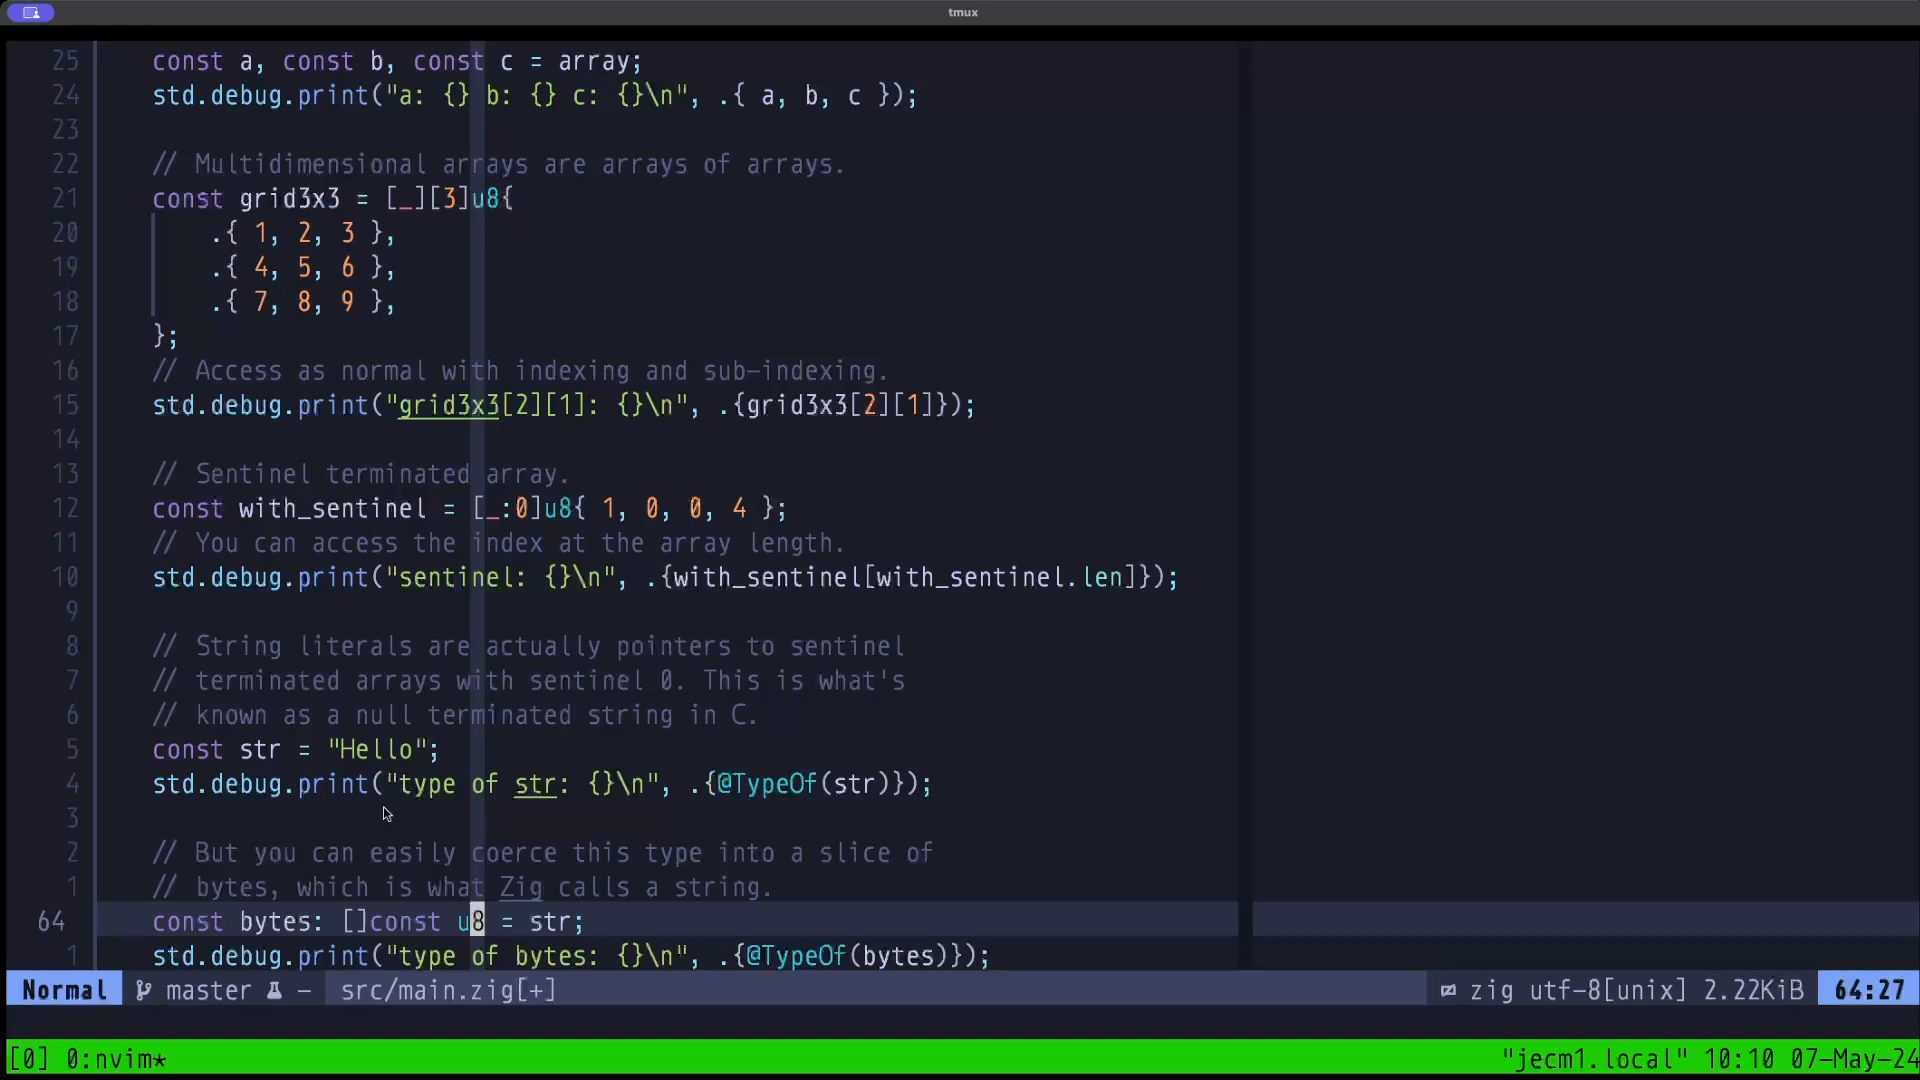 tmux
25 const a, const b, const c = array;
24 std.debug.print("a: {} b: {} c: {}\n", .{ a, b, c });
23
22 // Multidimensional arrays are arrays of arrays.
21 const grid3x3 = [_][3]u8{
20 .{ 1, 2, 3 },
19 .{ 4, 5, 6 },
18 .{ 7, 8, 9 },
17 };
16 // Access as normal with indexing and sub-indexing.
15 std.debug.print("grid3x3[2][1]: {}\n", .{grid3x3[2][1]});
14
13 // Sentinel terminated array.
12 const with_sentinel = [_:0]u8{ 1, 0, 0, 4 };
11 // You can access the index at the array length.
10 std.debug.print("sentinel: {}\n", .{with_sentinel[with_sentinel.len]});
9
8 // String literals are actually pointers to sentinel
7 // terminated arrays with sentinel 0. This is what's
6 // known as a null terminated string in C.
5 const str = "Hello";
4 std.debug.print("type of str: {}\n", .{@TypeOf(str)});
3
2 // But you can easily coerce this type into a slice of
1 // bytes, which is what Zig calls a string.
64 const bytes: []const u8 = str;
1 std.debug.print("type of bytes: {}\n", .{@TypeOf(bytes)});
Normal master – src/main.zig[+] zig utf-8[unix] 2.22KiB 64:27
[0] 0:nvim* "jecm1.local" 10:10 07-May-24